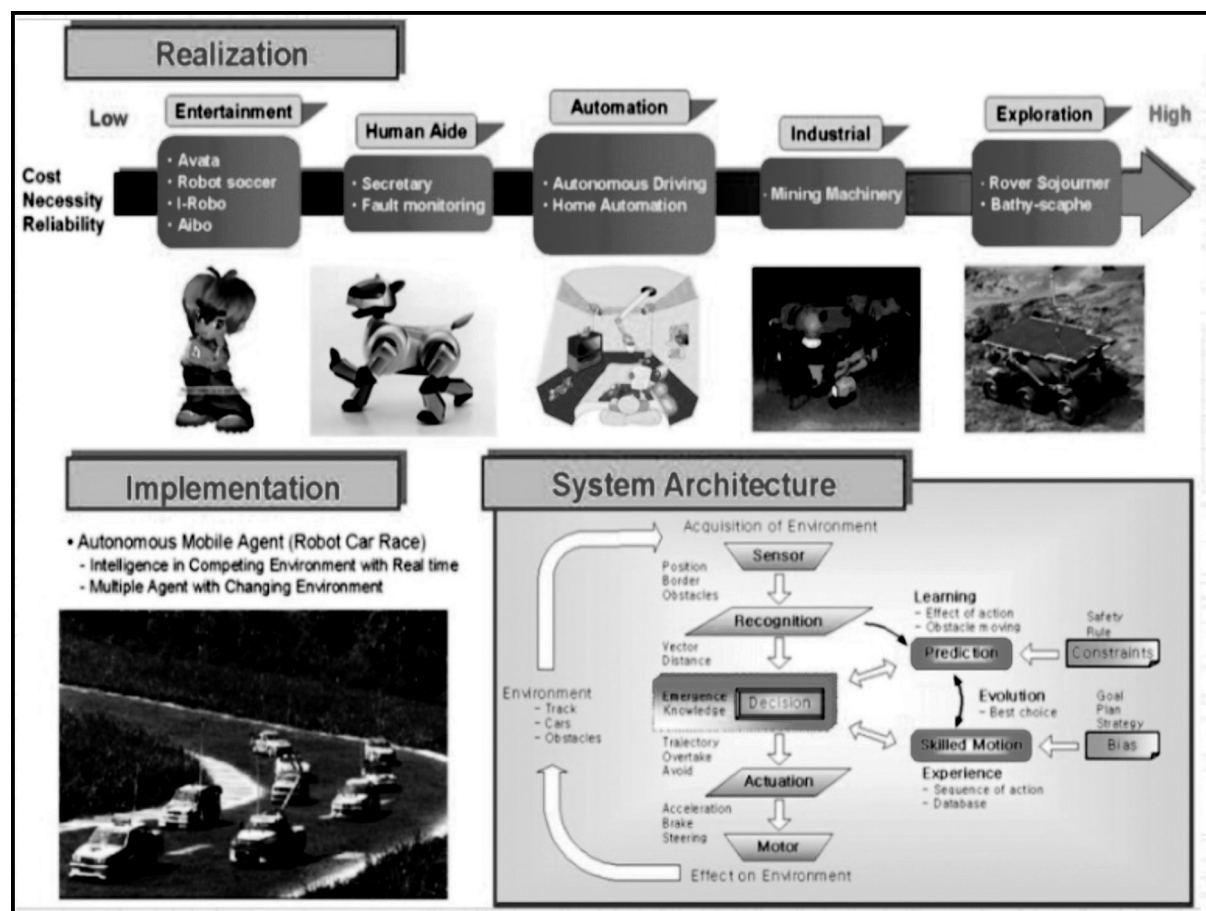 Realization
Low
Entertainment
Human Aide
Automation
Industrial
Exploration
High
Cost
Necessity
Reliability
· Avata
· Robot soccer
· I-Robo
· Aibo
· Secretary
· Fault monitoring
· Autonomous Driving
· Home Automation
· Mining Machinery
· Rover Sojourner
· Bathy-scaphe
Implementation
• Autonomous Mobile Agent (Robot Car Race)
- Intelligence in Competing Environment with Real time
- Multiple Agent with Changing Environment
System Architecture
Acquisition of Environment
Sensor
Position
Border
Obstacles
Recognition
Vector
Distance
Emergence
Knowledge
Decision
Trajectory
Overtake
Avoid
Actuation
Acceleration
Brake
Steering
Motor
Effect on Environment
Environment
- Track
- Cars
- Obstacles
Learning
- Effect of action
- Obstacle moving
Prediction
Safety
Rule
Constraints
Evolution
- Best choice
Goal
Plan
Strategy
Skilled Motion
Bias
Experience
- Sequence of action
- Database